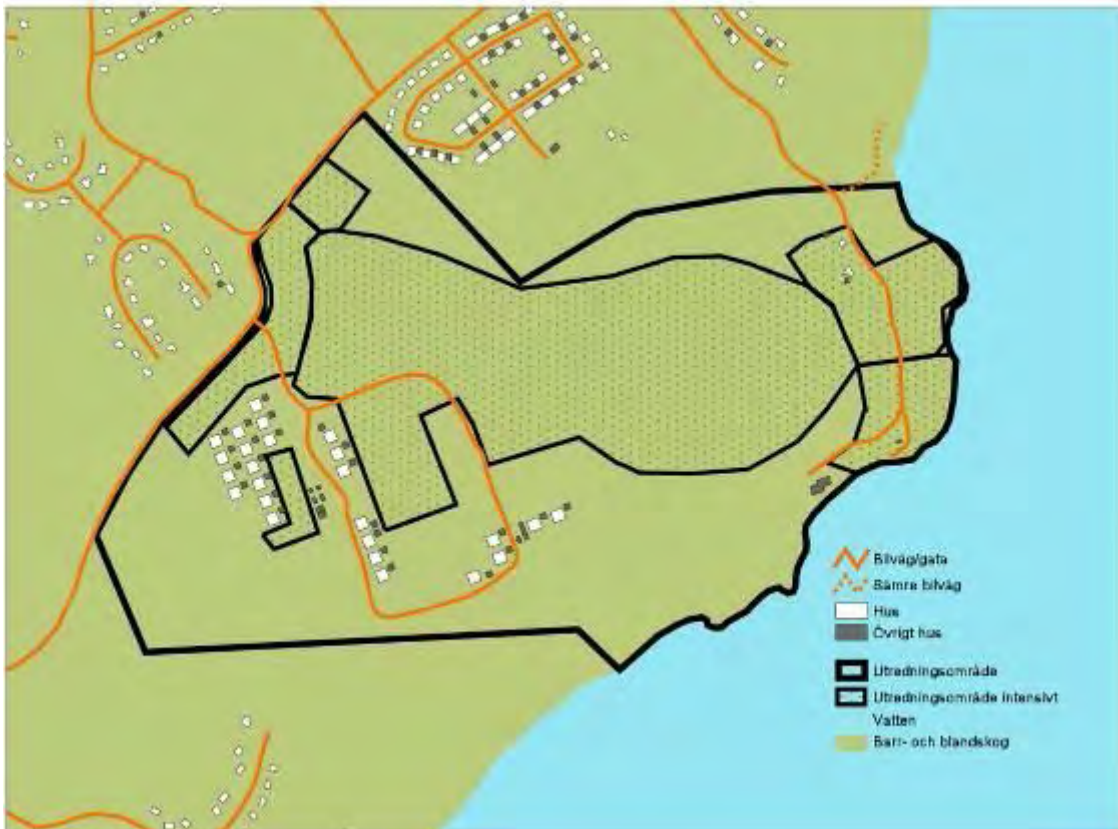 Bilväg/gata
Sämre bilväg
Hus
Övrigt hus
Utredningsområde
Utredningsområde intensivt
Vatten
Barr- och blandskog